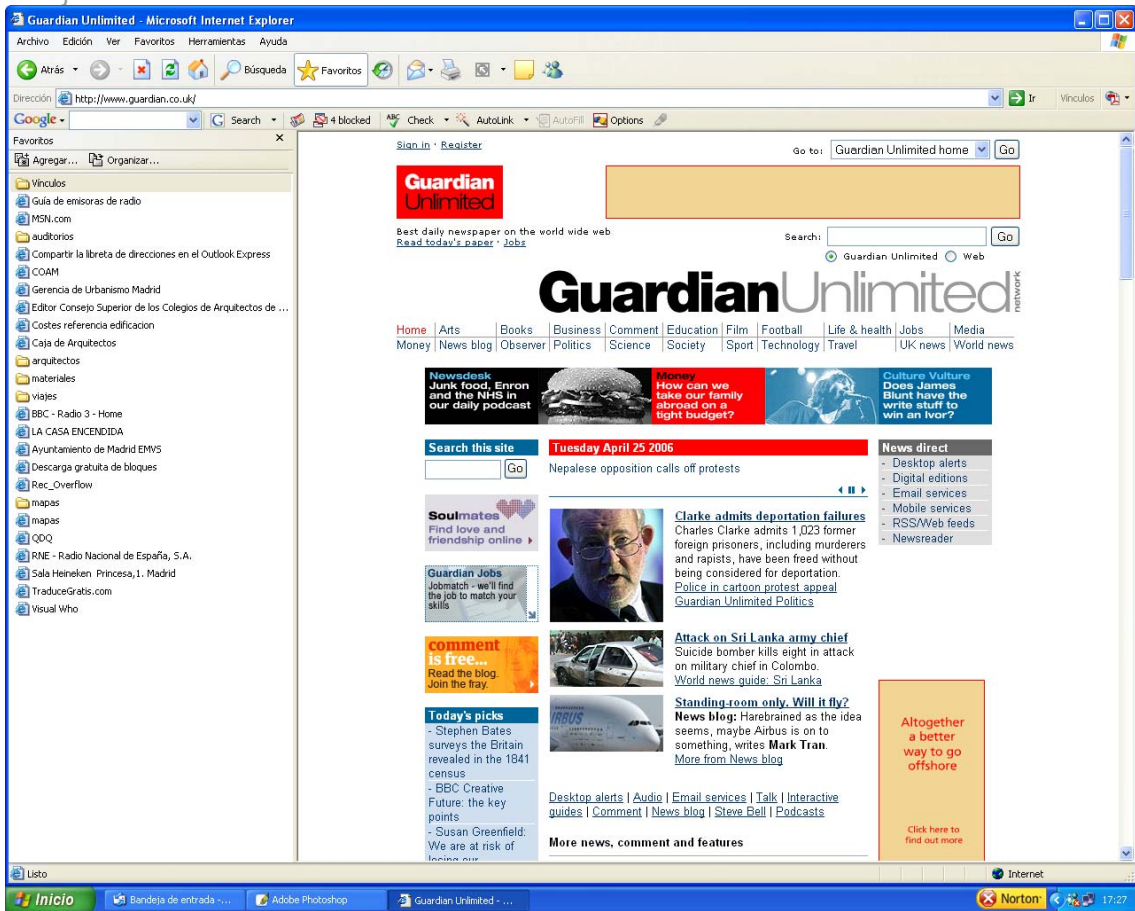 Guardian Unlimited - Microsoft Internet Explorer
Archivo Edición Ver Favoritos Herramientas Ayuda
Atrás Búsqueda Favoritos
Dirección http://www.guardian.co.uk/ Ir Vínculos
Google Search 4 blocked Check AutoLink AutoFill Options
Favoritos
Agregar... Organizar...
Vínculos
Guía de emisoras de radio
MSN.com
auditorios
Compartir la libreta de direcciones en el Outlook Express
COAM
Gerencia de Urbanismo Madrid
Editor Consejo Superior de los Colegios de Arquitectos de ...
Costes referencia edificacion
Caja de Arquitectos
arquitectos
materiales
viajes
BBC - Radio 3 - Home
LA CASA ENCENDIDA
Ayuntamiento de Madrid EMVS
Descarga gratuita de bloques
Rec_Overflow
mapas
mapas
QDQ
RNE - Radio Nacional de España, S.A.
Sala Heineken Princesa,1. Madrid
TraduceGratis.com
Visual Who
Sign in · Register
Go to: Guardian Unlimited home Go
Guardian
Unlimited
Best daily newspaper on the world wide web
Read today's paper · Jobs
Search: Go
Guardian Unlimited Web
GuardianUnlimited network
Home Arts Books Business Comment Education Film Football Life & health Jobs Media
Money News blog Observer Politics Science Society Sport Technology Travel UK news World news
Newsdesk
Junk food, Enron
and the NHS in
our daily podcast
Money
How can we
take our family
abroad on a
tight budget?
Culture Vulture
Does James
Blunt have the
write stuff to
win an Ivor?
Search this site
Go
Soulmates
Find love and
friendship online
Guardian Jobs
Jobmatch - we'll find
the job to match your
skills
comment
is free...
Read the blog.
Join the fray.
Today's picks
- Stephen Bates
surveys the Britain
revealed in the 1841
census
- BBC Creative
Future: the key
points
- Susan Greenfield:
We are at risk of
losing our
Tuesday April 25 2006
Nepalese opposition calls off protests
Clarke admits deportation failures
Charles Clarke admits 1,023 former
foreign prisoners, including murderers
and rapists, have been freed without
being considered for deportation.
Police in cartoon protest appeal
Guardian Unlimited Politics
Attack on Sri Lanka army chief
Suicide bomber kills eight in attack
on military chief in Colombo.
World news guide: Sri Lanka
IRBUS
Standing-room only. Will it fly?
News blog: Harebrained as the idea
seems, maybe Airbus is on to
something, writes Mark Tran.
More from News blog
Desktop alerts | Audio | Email services | Talk | Interactive
guides | Comment | News blog | Steve Bell | Podcasts
More news, comment and features
News direct
- Desktop alerts
- Digital editions
- Email services
- Mobile services
- RSS/Web feeds
- Newsreader
Altogether
a better
way to go
offshore
Click here to
find out more
Listo Internet
Inicio Bandeja de entrada -... Adobe Photoshop Guardian Unlimited - ... Norton 17:27